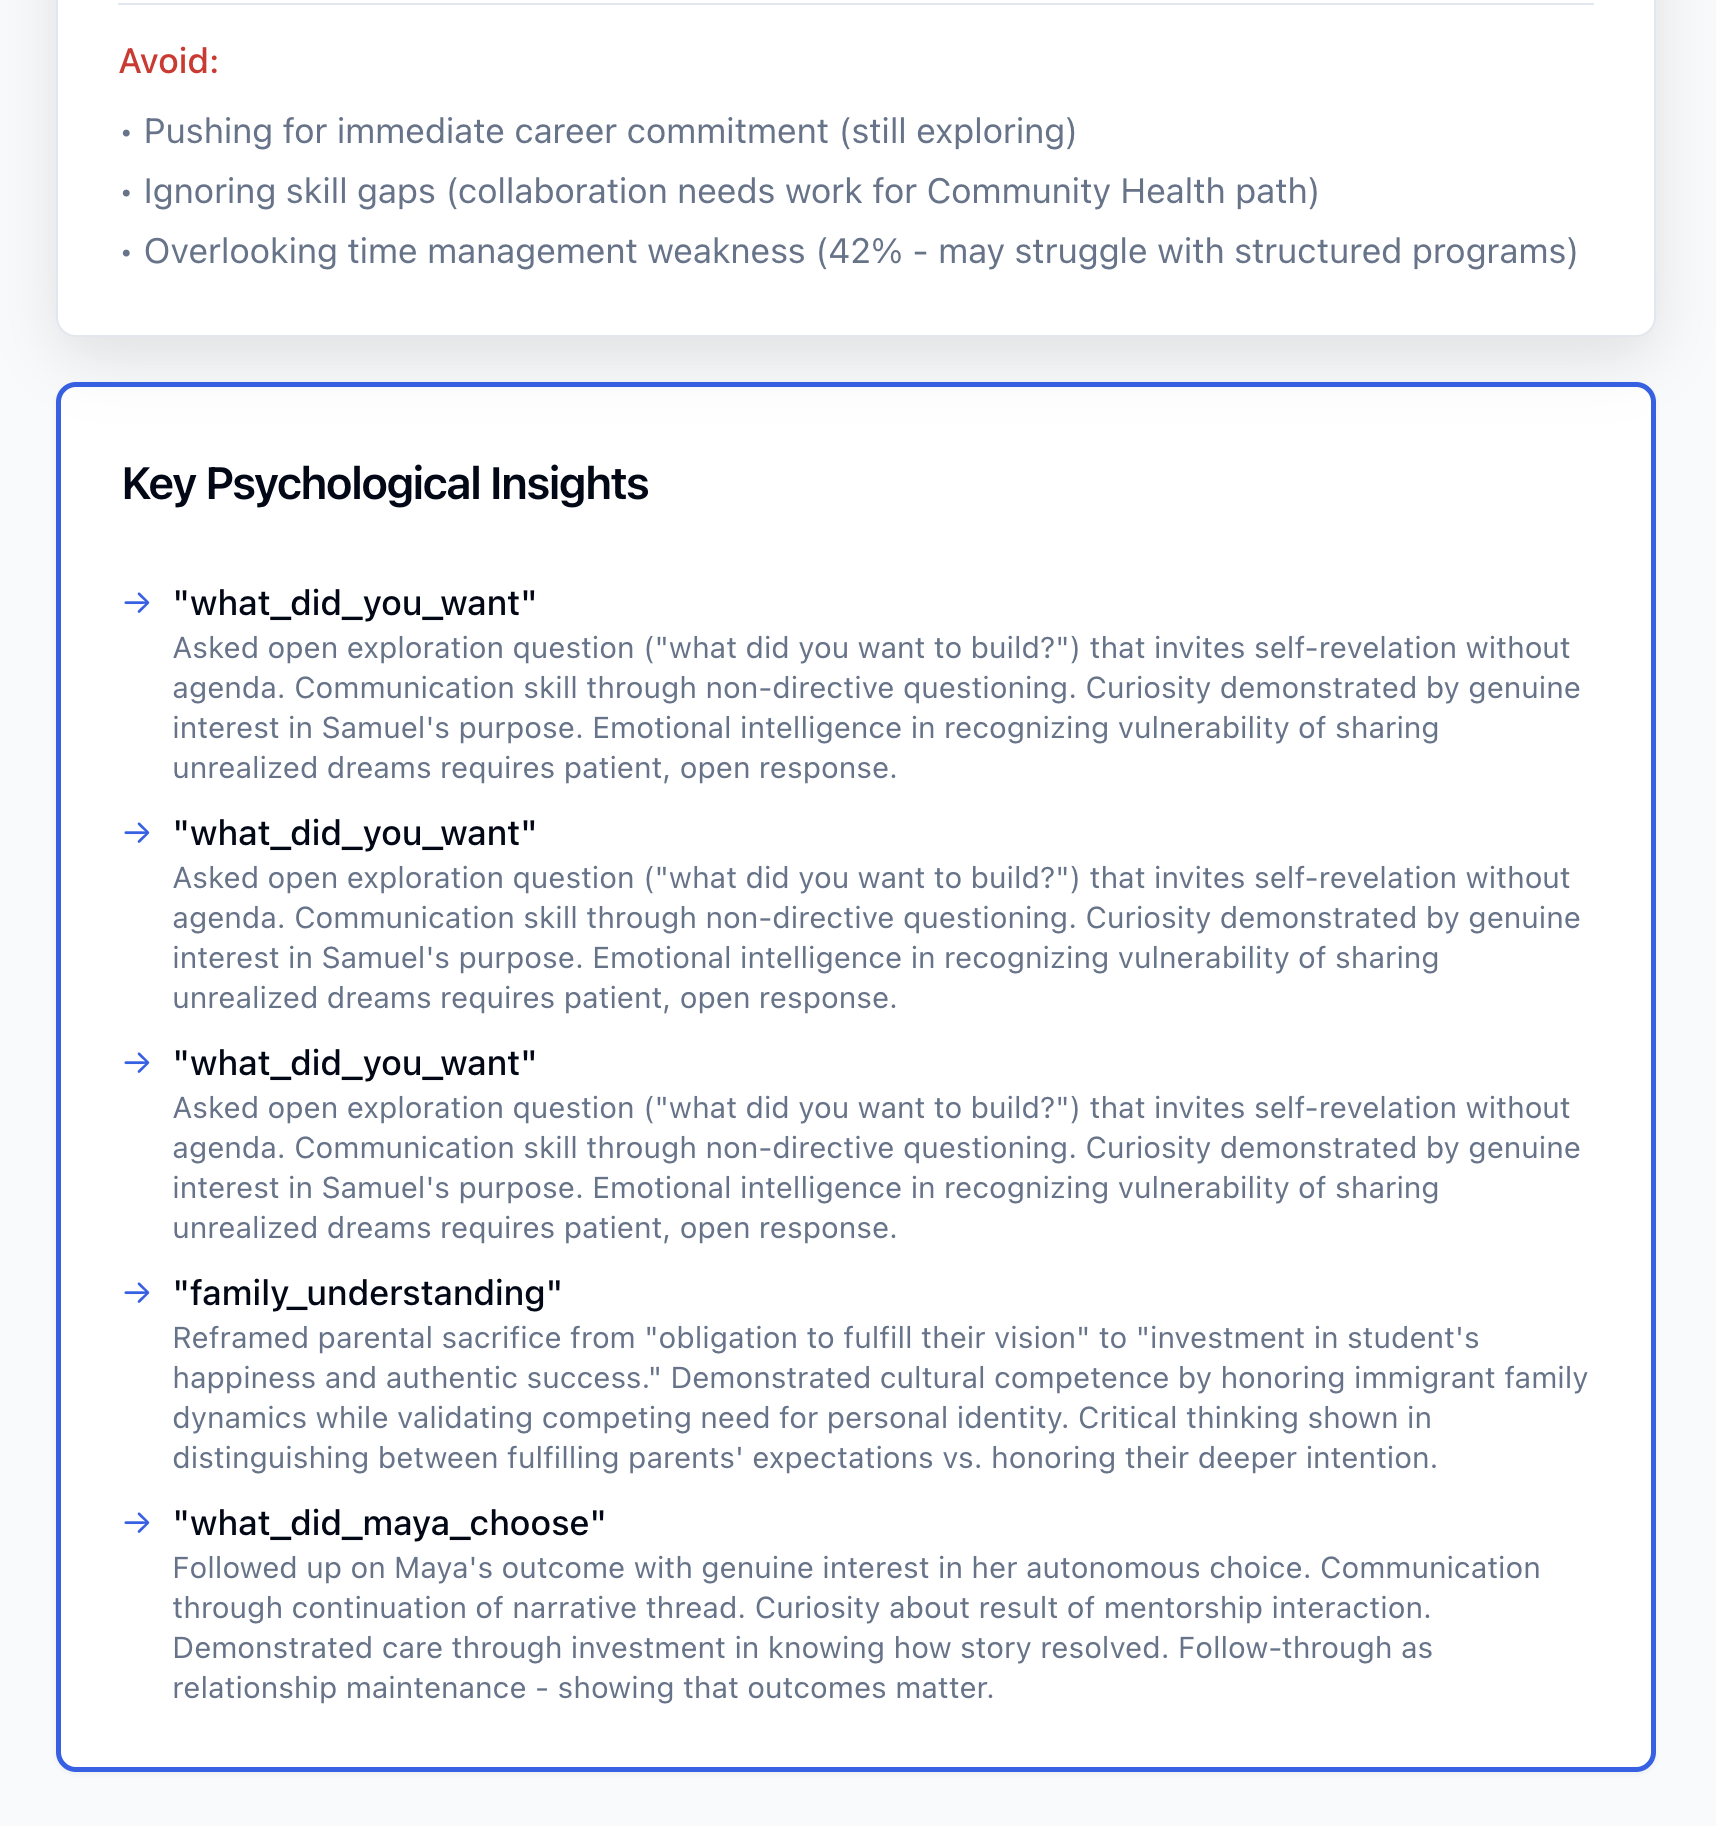 Avoid:
• Pushing for immediate career commitment (still exploring)
• Ignoring skill gaps (collaboration needs work for Community Health path)
• Overlooking time management weakness (42% - may struggle with structured programs)
Key Psychological Insights
→ "what_did_you_want"
Asked open exploration question ("what did you want to build?") that invites self-revelation without
agenda. Communication skill through non-directive questioning. Curiosity demonstrated by genuine
interest in Samuel's purpose. Emotional intelligence in recognizing vulnerability of sharing
unrealized dreams requires patient, open response.
→ "what_did_you_want"
Asked open exploration question ("what did you want to build?") that invites self-revelation without
agenda. Communication skill through non-directive questioning. Curiosity demonstrated by genuine
interest in Samuel's purpose. Emotional intelligence in recognizing vulnerability of sharing
unrealized dreams requires patient, open response.
→ "what_did_you_want"
Asked open exploration question ("what did you want to build?") that invites self-revelation without
agenda. Communication skill through non-directive questioning. Curiosity demonstrated by genuine
interest in Samuel's purpose. Emotional intelligence in recognizing vulnerability of sharing
unrealized dreams requires patient, open response.
→ "family_understanding"
Reframed parental sacrifice from "obligation to fulfill their vision" to "investment in student's
happiness and authentic success." Demonstrated cultural competence by honoring immigrant family
dynamics while validating competing need for personal identity. Critical thinking shown in
distinguishing between fulfilling parents' expectations vs. honoring their deeper intention.
→ "what_did_maya_choose"
Followed up on Maya's outcome with genuine interest in her autonomous choice. Communication
through continuation of narrative thread. Curiosity about result of mentorship interaction.
Demonstrated care through investment in knowing how story resolved. Follow-through as
relationship maintenance - showing that outcomes matter.